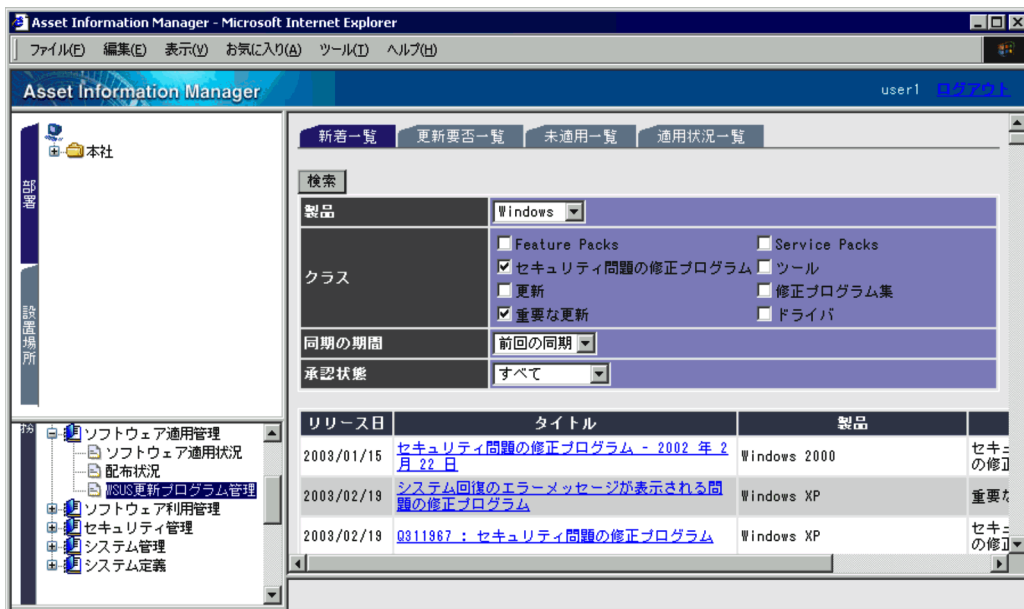 Asset Information Manager - Microsoft Internet Explorer
ファイル(F) 編集(E) 表示(V) お気に入り(A) ツール(T) ヘルプ(H)
Asset Information Manager
user1 ログアウト
部署
設置場所
本社
新着一覧 更新要否一覧 未適用一覧 適用状況一覧
検索
製品 Windows
クラス
Feature Packs Service Packs
セキュリティ問題の修正プログラム ツール
更新 修正プログラム集
重要な更新 ドライバ
同期の期間 前回の同期
承認状態 すべて
リリース日 タイトル 製品
2003/01/15 セキュリティ問題の修正プログラム - 2002 年 2
月 22 日 Windows 2000 セキュ
の修正
2003/02/19 システム回復のエラーメッセージが表示される問
題の修正プログラム Windows XP 重要な
2003/02/19 Q311967 : セキュリティ問題の修正プログラム Windows XP セキュ
の修正
務
ソフトウェア適用管理
ソフトウェア適用状況
配布状況
WSUS更新プログラム管理
ソフトウェア利用管理
セキュリティ管理
システム管理
システム定義